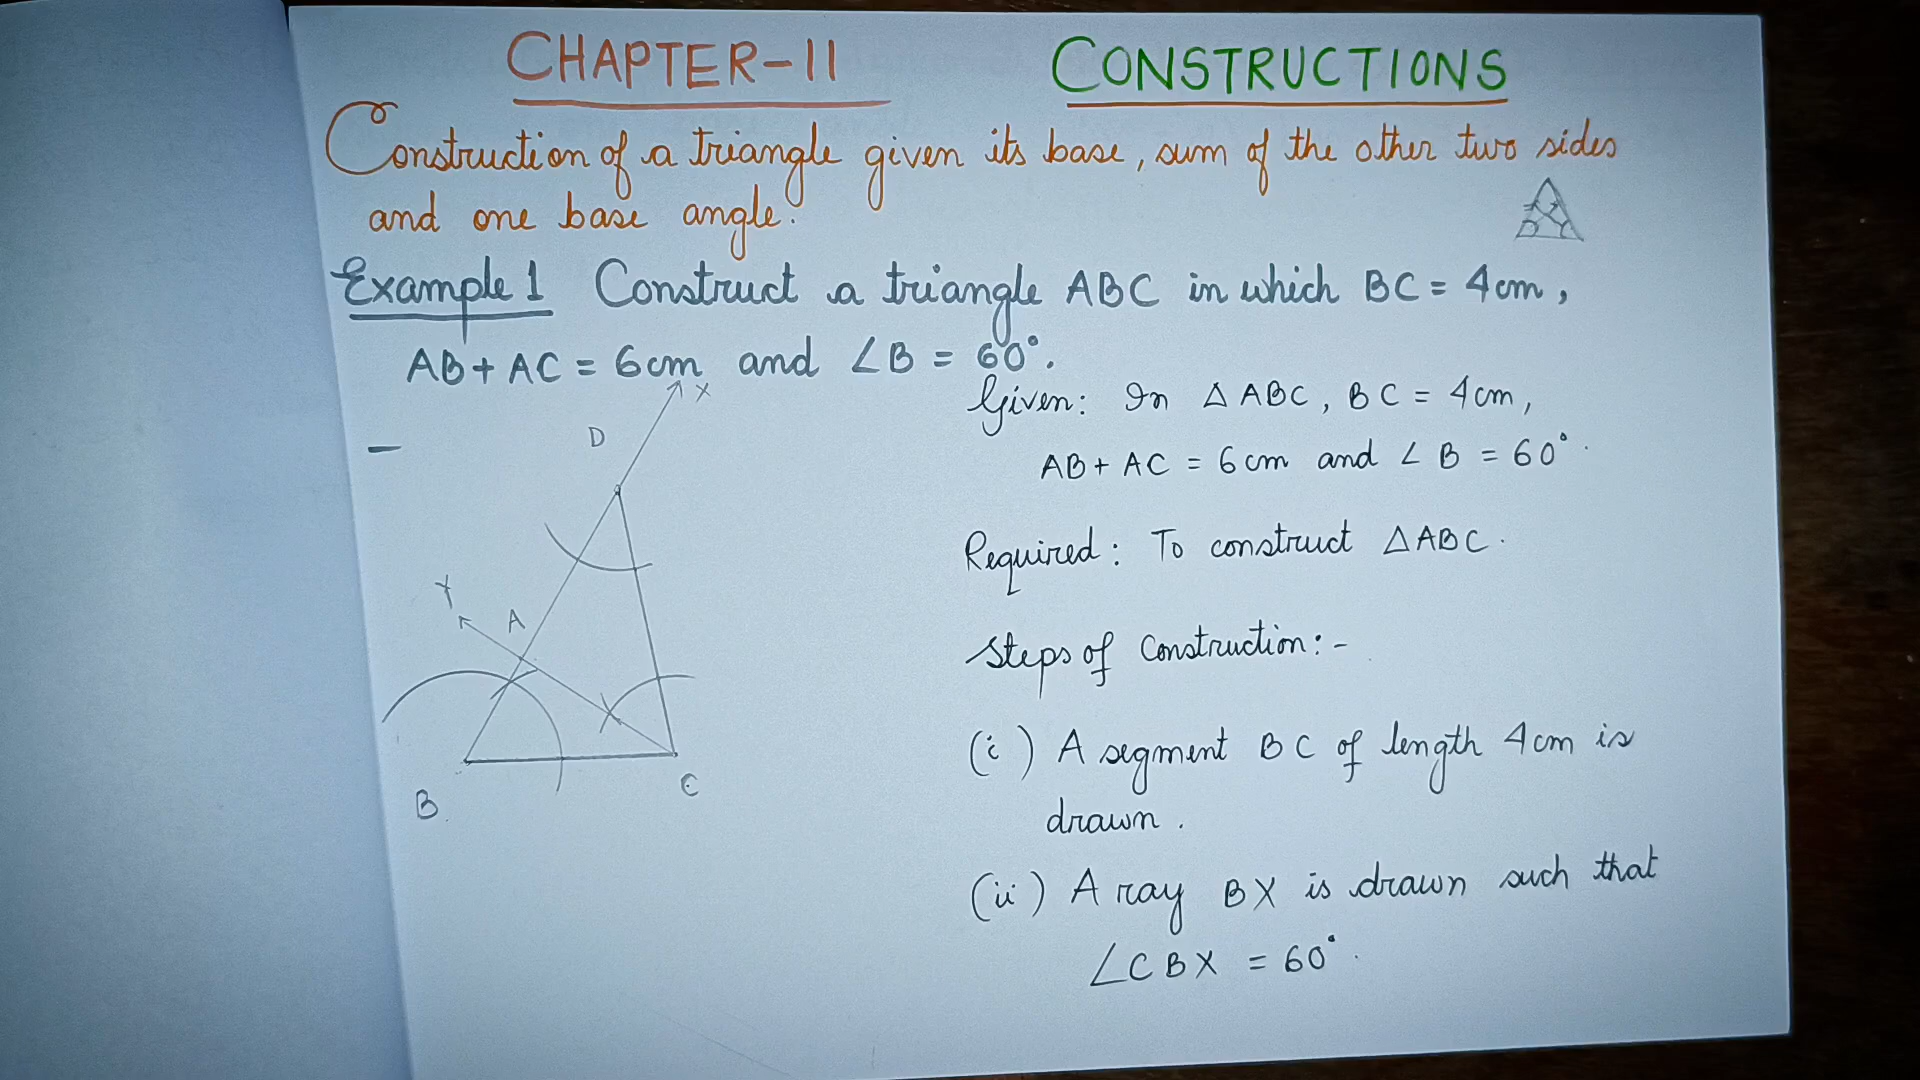 CHAPTER-11 CONSTRUCTIONS
Construction of a triangle given its base, sum of the other two sides
and one base angle.
Example 1 Construct a triangle ABC in which BC = 4cm,
AB + AC = 6cm and ∠B = 60°.
X
D
Y
A
B
C
Given: In △ABC, BC = 4cm,
AB + AC = 6cm and ∠B = 60°.
Required: To construct △ABC.
Steps of Construction:-
(i) A segment BC of length 4cm is
drawn.
(ii) A ray BX is drawn such that
∠CBX = 60°.